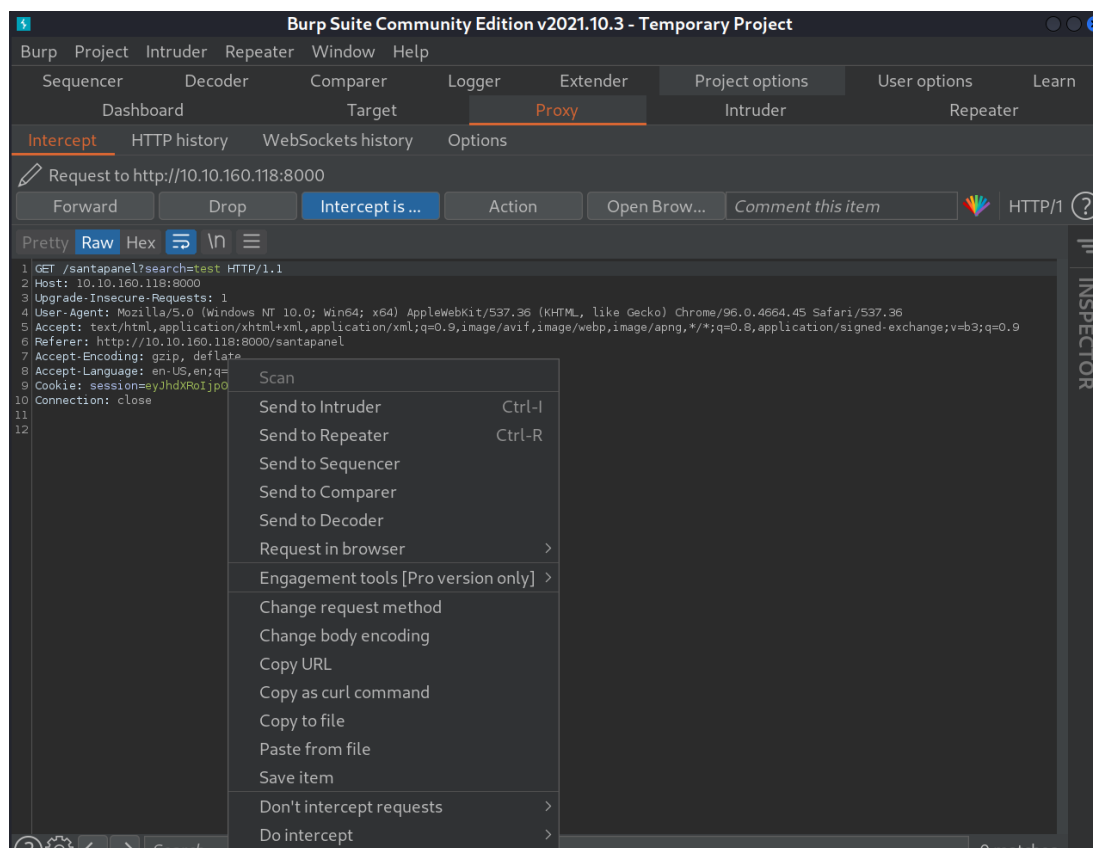 Burp Suite Community Edition v2021.10.3 - Temporary Project
Burp Project Intruder Repeater Window Help
Sequencer Decoder Comparer Logger Extender Project options User options Learn
Dashboard Target Proxy Intruder Repeater
Intercept HTTP history WebSockets history Options
Request to http://10.10.160.118:8000
Forward Drop Intercept is ... Action Open Brow... Comment this item HTTP/1 ?
Pretty Raw Hex \n
INSPECTOR
1 GET /santapanel?search=test HTTP/1.1
2 Host: 10.10.160.118:8000
3 Upgrade-Insecure-Requests: 1
4 User-Agent: Mozilla/5.0 (Windows NT 10.0; Win64; x64) AppleWebKit/537.36 (KHTML, like Gecko) Chrome/96.0.4664.45 Safari/537.36
5 Accept: text/html,application/xhtml+xml,application/xml;q=0.9,image/avif,image/webp,image/apng,*/*;q=0.8,application/signed-exchange;v=b3;q=0.9
6 Referer: http://10.10.160.118:8000/santapanel
7 Accept-Encoding: gzip, deflate
8 Accept-Language: en-US,en;q=
9 Cookie: session=eyJhdXRoIjp0
10 Connection: close
11
12
Scan
Send to Intruder Ctrl-I
Send to Repeater Ctrl-R
Send to Sequencer
Send to Comparer
Send to Decoder
Request in browser >
Engagement tools [Pro version only] >
Change request method
Change body encoding
Copy URL
Copy as curl command
Copy to file
Paste from file
Save item
Don't intercept requests >
Do intercept >